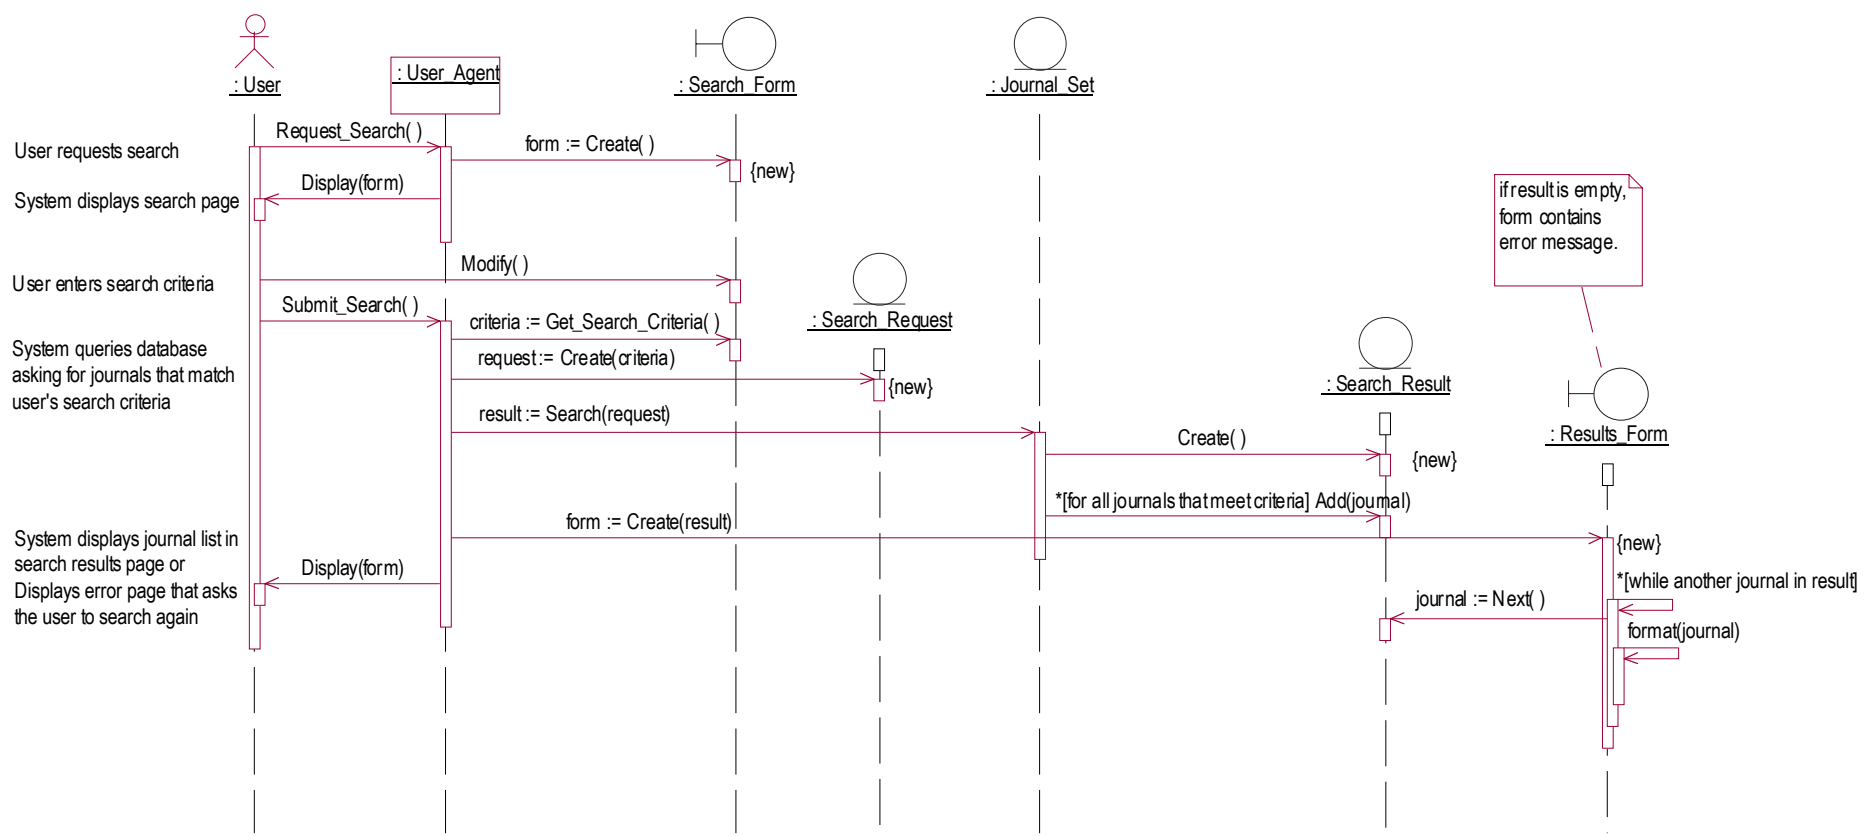 : User
: User_Agent
: Search_Form
: Journal_Set
User requests search
Request_Search( )
form := Create( )
{new}
System displays search page
Display(form)
if result is empty,
form contains
error message.
User enters search criteria
Modify( )
Submit_Search( )
criteria := Get_Search_Criteria( )
: Search_Request
System queries database
asking for journals that match
user's search criteria
request := Create(criteria)
{new}
: Search_Result
result := Search(request)
Create( )
{new}
: Results_Form
*[for all journals that meet criteria] Add(journal)
System displays journal list in
search results page or
Displays error page that asks
the user to search again
form := Create(result)
{new}
Display(form)
*[while another journal in result]
journal := Next( )
format(journal)